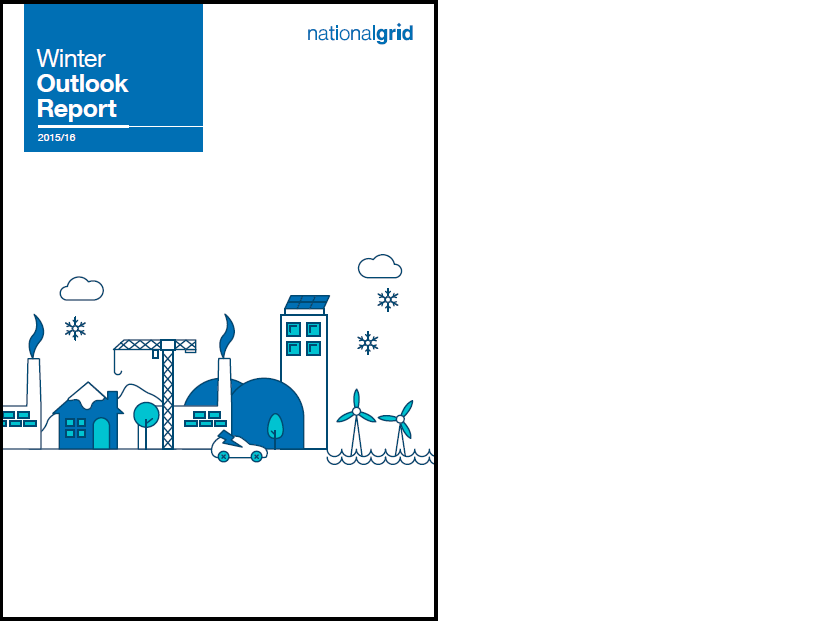 nationalgrid
Winter
Outlook
Report
2015/16